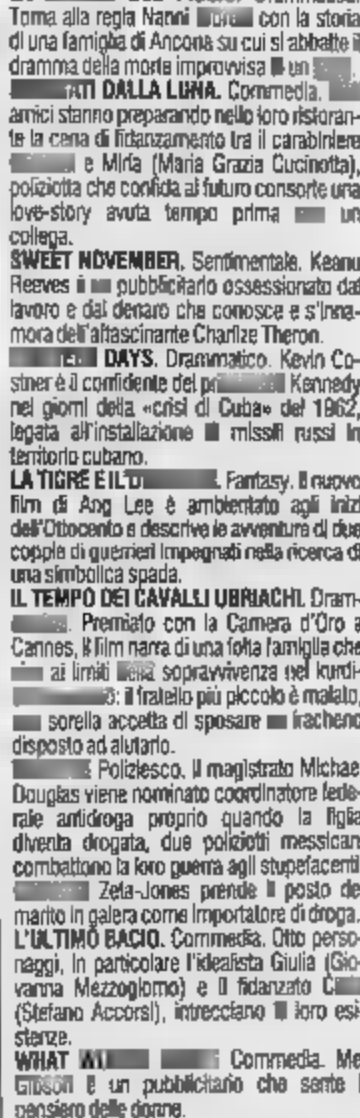 Torna alla regia Nanni con la storia
di una famiglia di Ancona su cui si abbatte il
dramma della morte improvvisa un
DALLA LUNA. Commedia.
amici stanno preparando nello loro ristoran-
te la cena di fidanzamento tra il carabiniere
e Miria (Maria Grazia Cucinotta),
poliziotta che confida al futuro consorte una
love-story avuta tempo prima un
collega.
SWEET NOVEMBER. Sentimentale. Keanu
Reeves è pubblicitario ossessionato dal
lavoro e dal denaro che conosce e s'inna-
mora dell'affascinante Charlize Theron.
DAYS. Drammatico. Kevin Co-
stner è il confidente del Kennedy
nei giorni della «crisi di Cuba» del 1962,
legata all'installazione missili russi in
territorio cubano.
LA TIGRE E IL . Fantasy. Il nuovo
film di Ang Lee è ambientato agli inizi
dell'Ottocento e descrive le avventure di due
coppie di guerrieri impegnati nella ricerca di
una simbolica spada.
IL TEMPO DEI CAVALLI UBRIACHI. Dram-
Premiato con la Camera d'Oro a
Cannes, il film narra di una folta famiglia che
ai limiti sopravvivenza nel kurdi-
: il fratello più piccolo è malato,
sorella accetta di sposare iracheno
disposto ad aiutarlo.
Poliziesco. Il magistrato Michae
Douglas viene nominato coordinatore fede-
rale antidroga proprio quando la figlia
diventa drogata, due poliziotti messican
combattono la loro guerra agli stupefacenti
Zeta-Jones prende il posto de
marito in galera come importatore di droga.
L'ULTIMO BACIO. Commedia. Otto perso-
naggi, in particolare l'idealista Giulia (Gio-
vanna Mezzogiorno) e il fidanzato
(Stefano Accorsi), intrecciano le loro esi-
stenze.
WHAT Commedia. Me
Gibson è un pubblicitario che sente i
pensiero delle donne.